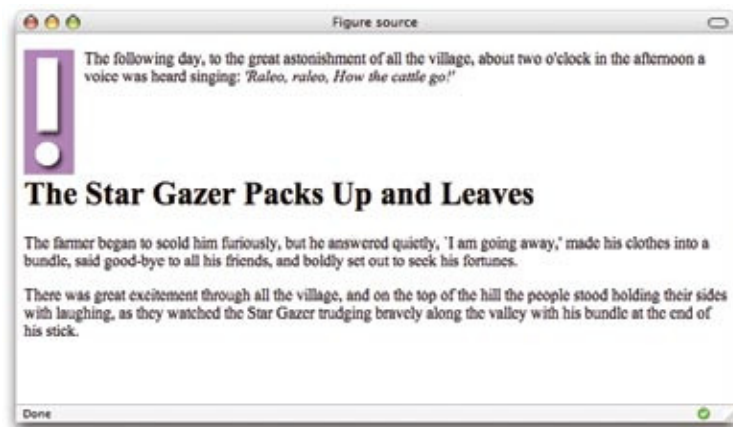 Figure source
!
The following day, to the great astonishment of all the village, about two o'clock in the afternoon a
voice was heard singing: 'Raleo, raleo, How the cattle go!'
The Star Gazer Packs Up and Leaves
The farmer began to scold him furiously, but he answered quietly, `I am going away,' made his clothes into a
bundle, said good-bye to all his friends, and boldly set out to seek his fortunes.
There was great excitement through all the village, and on the top of the hill the people stood holding their sides
with laughing, as they watched the Star Gazer trudging bravely along the valley with his bundle at the end of
his stick.
Done